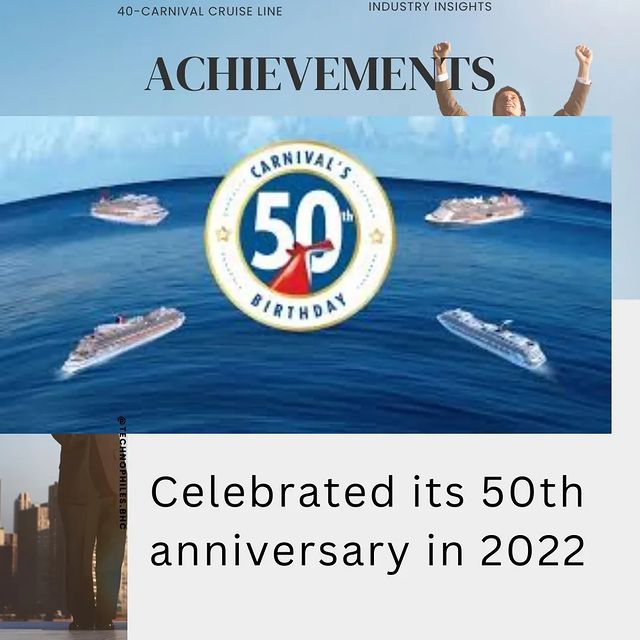 40-CARNIVAL CRUISE LINE
INDUSTRY INSIGHTS
ACHIEVEMENTS
CARNIVAL'S
50th
BIRTHDAY
@TECHNOPHILES.BHC
Celebrated its 50th
anniversary in 2022